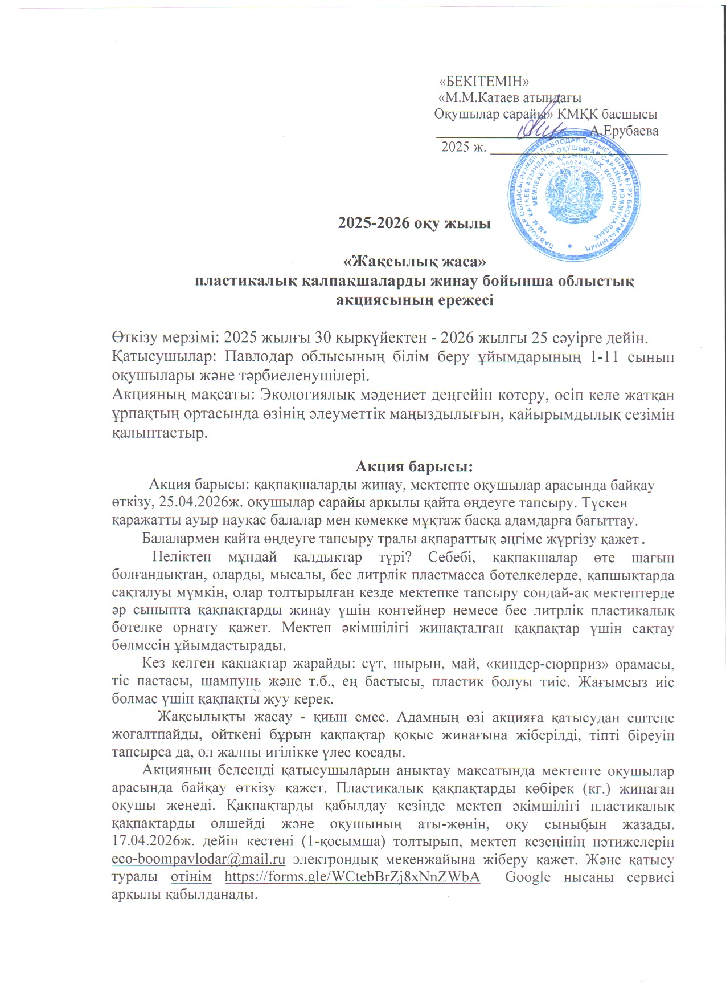 «БЕКІТЕМІН»
«М.М.Катаев атындағы
Оқушылар сарайы» КМҚК басшысы
____________________ А.Ерубаева
2025 ж. ________________________
ПАВЛОДАР ОБЛЫСЫ ӘКІМДІГІ ПАВЛОДАР ОБЛЫСЫ БІЛІМ БЕРУ БАСҚАРМАСЫНЫҢ
«М.М. КАТАЕВ АТЫНДАҒЫ ОҚУШЫЛАР САРАЙЫ» КОММУНАЛДЫҚ
МЕМЛЕКЕТТІК ҚАЗЫНАЛЫҚ КӘСІПОРНЫ
БСН 990240004211
2025-2026 оқу жылы
«Жақсылық жаса»
пластикалық қалпақшаларды жинау бойынша облыстық
акциясының ережесі
Өткізу мерзімі: 2025 жылғы 30 қыркүйектен - 2026 жылғы 25 сәуірге дейін.
Қатысушылар: Павлодар облысының білім беру ұйымдарының 1-11 сынып
оқушылары және тәрбиеленушілері.
Акцияның мақсаты: Экологиялық мәдениет деңгейін көтеру, өсіп келе жатқан
ұрпақтың ортасында өзінің әлеуметтік маңыздылығын, қайырымдылық сезімін
қалыптастыр.
Акция барысы:
Акция барысы: қақпақшаларды жинау, мектепте оқушылар арасында байқау
өткізу, 25.04.2026ж. оқушылар сарайы арқылы қайта өңдеуге тапсыру. Түскен
қаражатты ауыр науқас балалар мен көмекке мұқтаж басқа адамдарға бағыттау.
Балалармен қайта өңдеуге тапсыру тралы ақпараттық әңгіме жүргізу қажет.
Неліктен мұндай қалдықтар түрі? Себебі, қақпақшалар өте шағын
болғандықтан, оларды, мысалы, бес литрлік пластмасса бөтелкелерде, қапшықтарда
сақталуы мүмкін, олар толтырылған кезде мектепке тапсыру сондай-ақ мектептерде
әр сыныпта қақпақтарды жинау үшін контейнер немесе бес литрлік пластикалық
бөтелке орнату қажет. Мектеп әкімшілігі жинақталған қақпақтар үшін сақтау
бөлмесін ұйымдастырады.
Кез келген қақпақтар жарайды: сүт, шырын, май, «киндер-сюрприз» орамасы,
тіс пастасы, шампунь және т.б., ең бастысы, пластик болуы тиіс. Жағымсыз иіс
болмас үшін қақпақты жуу керек.
Жақсылықты жасау - қиын емес. Адамның өзі акцияға қатысудан ештеңе
жоғалтпайды, өйткені бұрын қақпақтар қоқыс жинағына жіберілді, тіпті біреуін
тапсырса да, ол жалпы игілікке үлес қосады.
Акцияның белсенді қатысушыларын анықтау мақсатында мектепте оқушылар
арасында байқау өткізу қажет. Пластикалық қақпақтарды көбірек (кг.) жинаған
оқушы жеңеді. Қақпақтарды қабылдау кезінде мектеп әкімшілігі пластикалық
қақпақтарды өлшейді және оқушының аты-жөнін, оқу сыныбын жазады.
17.04.2026ж. дейін кестені (1-қосымша) толтырып, мектеп кезеңінің нәтижелерін
eco-boompavlodar@mail.ru электрондық мекенжайына жіберу қажет. Және қатысу
туралы өтінім https://forms.gle/WCtebBrZj8xNnZWbA Google нысаны сервисі
арқылы қабылданады.